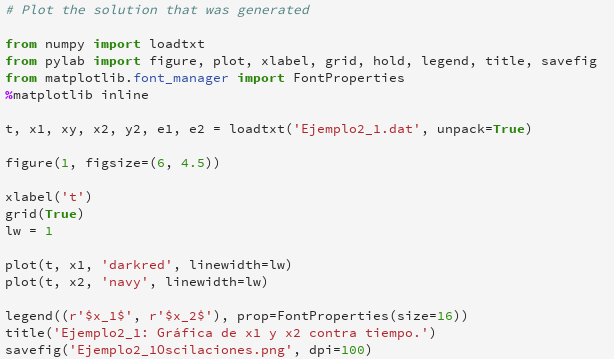 # Plot the solution that was generated
from numpy import loadtxt
from pylab import figure, plot, xlabel, grid, hold, legend, title, savefig
from matplotlib.font_manager import FontProperties
%matplotlib inline
t, x1, xy, x2, y2, e1, e2 = loadtxt('Ejemplo2_1.dat', unpack=True)
figure(1, figsize=(6, 4.5))
xlabel('t')
grid(True)
lw = 1
plot(t, x1, 'darkred', linewidth=lw)
plot(t, x2, 'navy', linewidth=lw)
legend((r'$x_1$', r'$x_2$'), prop=FontProperties(size=16))
title('Ejemplo2_1: Gráfica de x1 y x2 contra tiempo.')
savefig('Ejemplo2_1Oscilaciones.png', dpi=100)